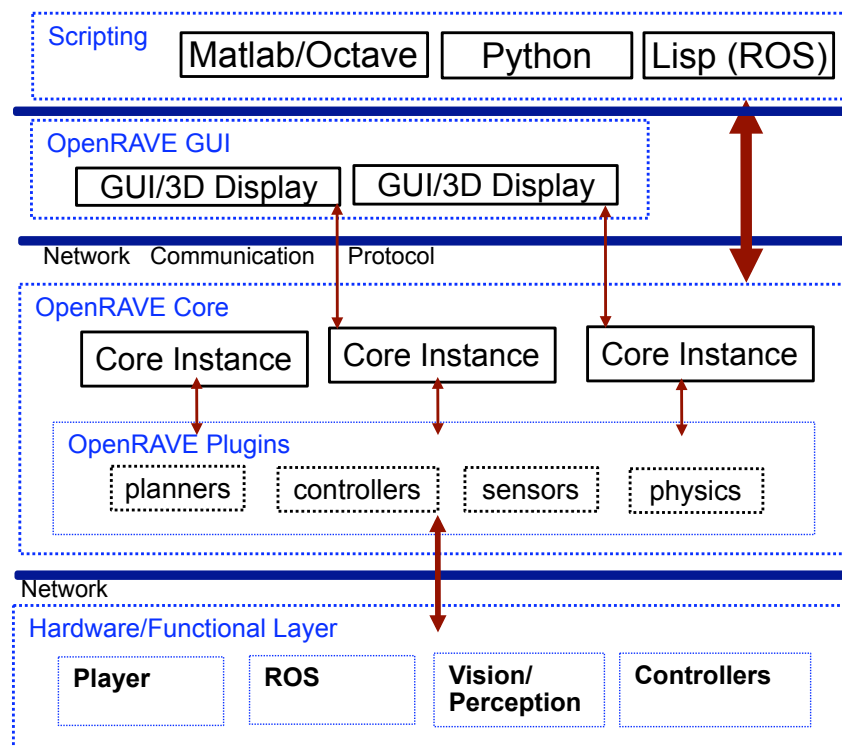 Scripting
Matlab/Octave Python Lisp (ROS)
OpenRAVE GUI
GUI/3D Display GUI/3D Display
Network Communication Protocol
OpenRAVE Core
Core Instance Core Instance Core Instance
OpenRAVE Plugins
planners controllers sensors physics
Network
Hardware/Functional Layer
Player ROS Vision/ Controllers
Perception